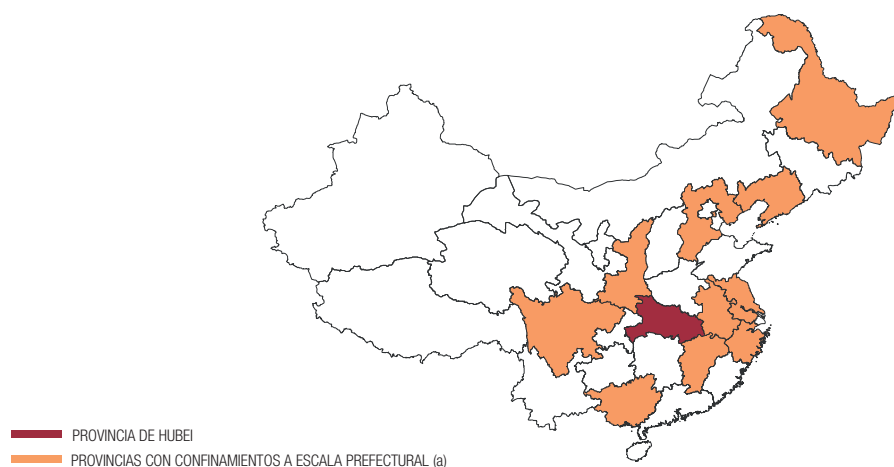 PROVINCIA DE HUBEI
PROVINCIAS CON CONFINAMIENTOS A ESCALA PREFECTURAL (a)